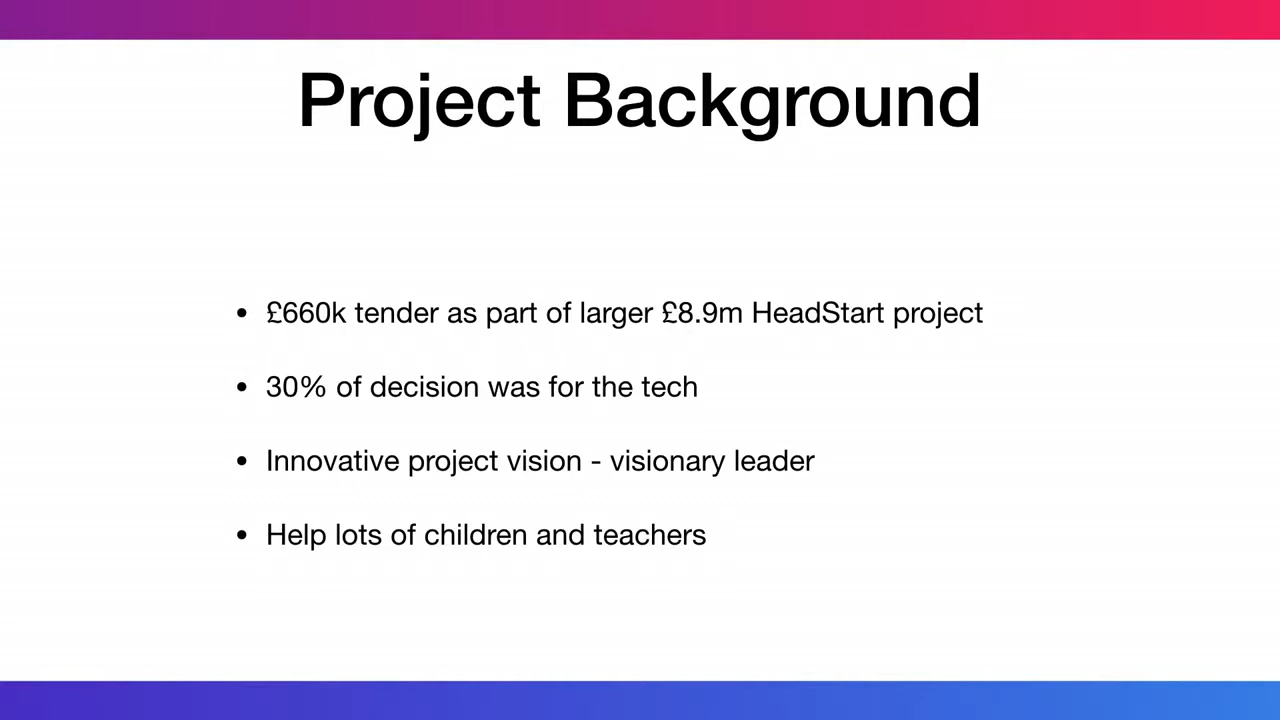 Project Background
• £660k tender as part of larger £8.9m HeadStart project
• 30% of decision was for the tech
• Innovative project vision - visionary leader
• Help lots of children and teachers